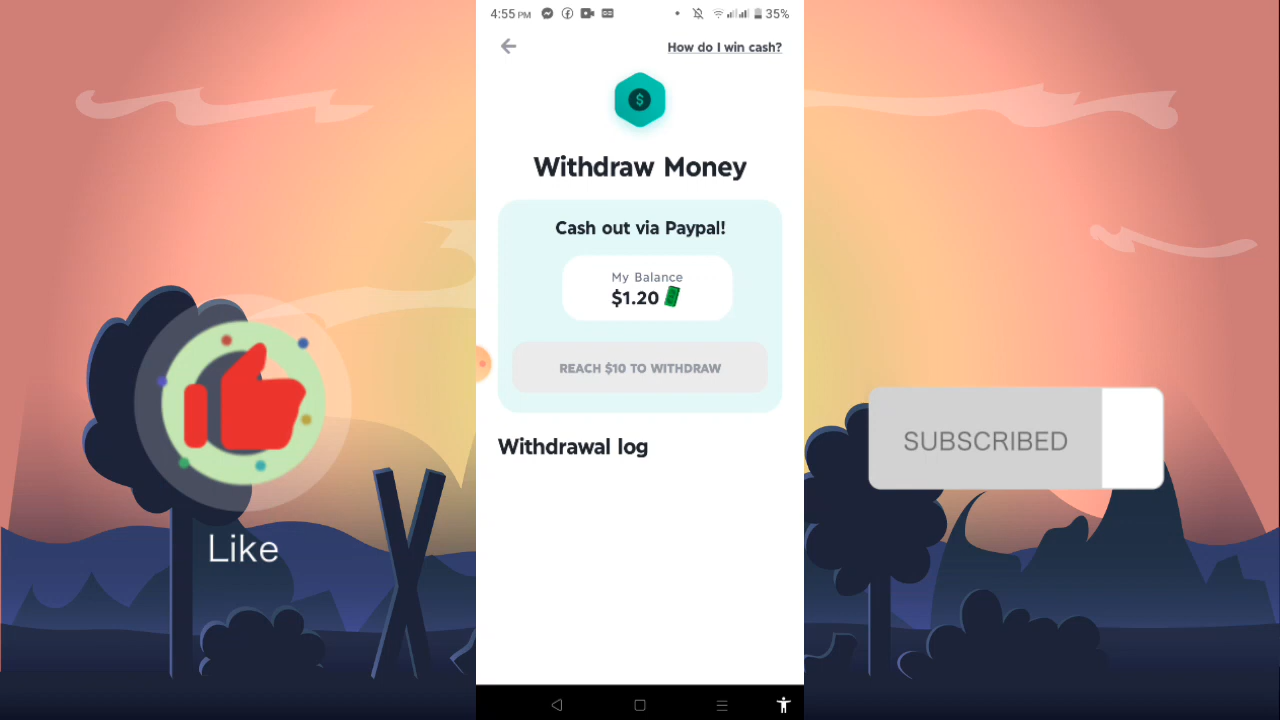 4:55 PM
35%
How do I win cash?
$
Withdraw Money
Cash out via Paypal!
My Balance
$1.20
REACH $10 TO WITHDRAW
Withdrawal log
Like
SUBSCRIBED